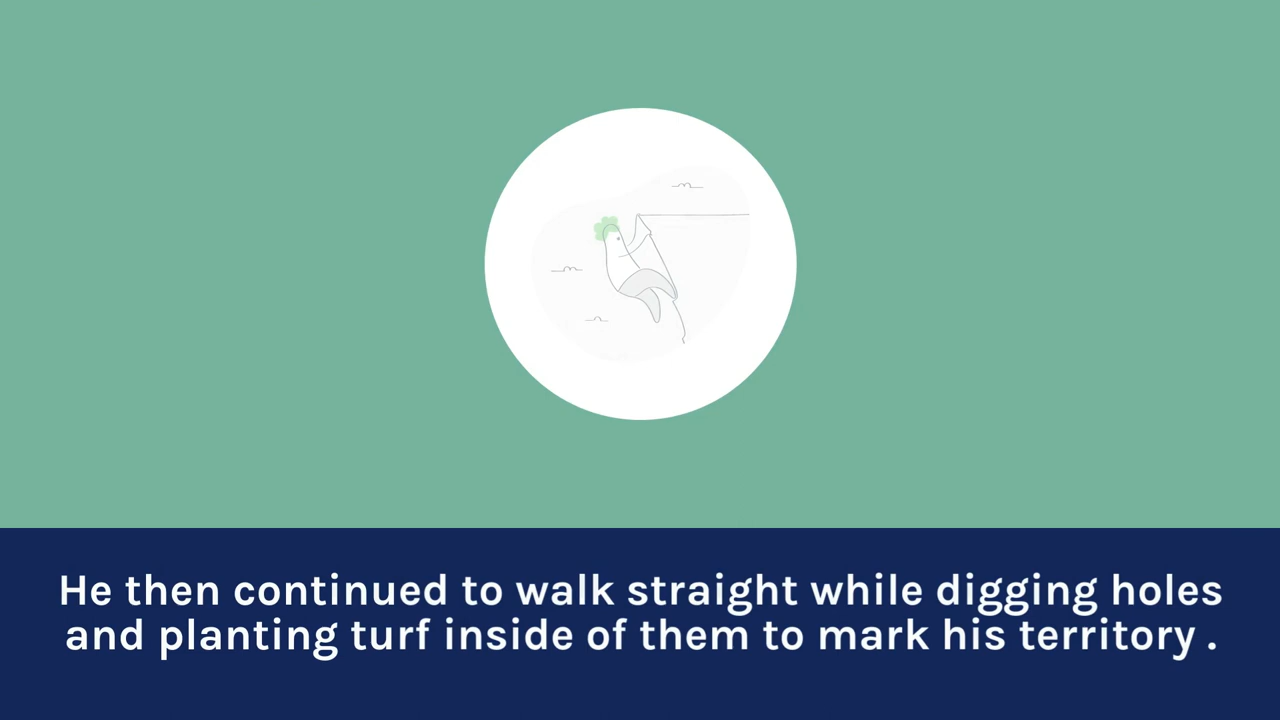 He then continued to walk straight while digging holes
and planting turf inside of them to mark his territory .